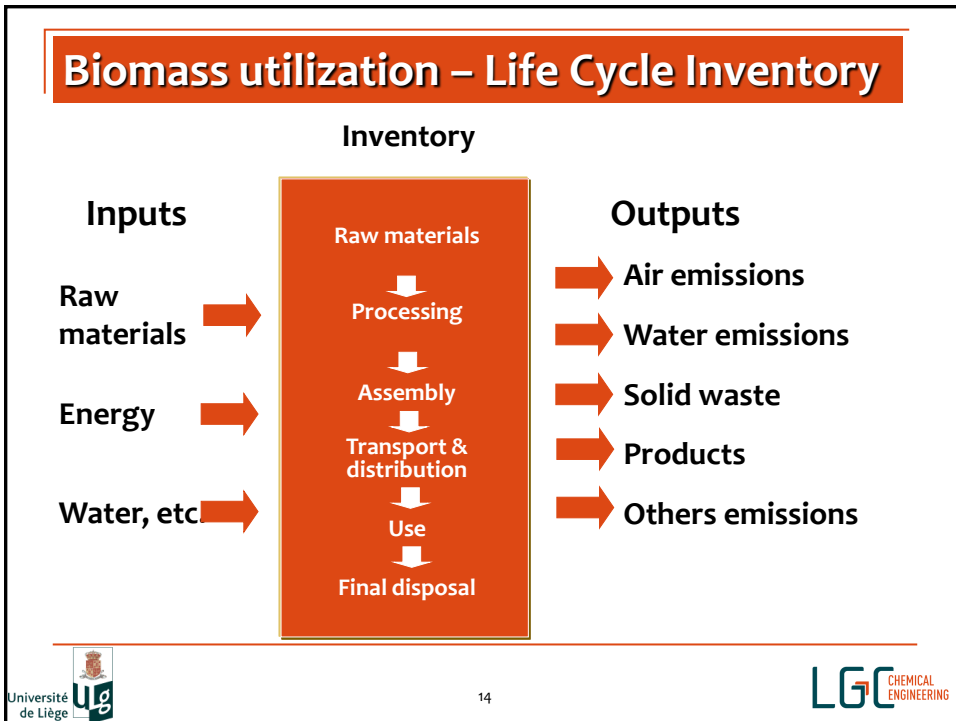 Biomass utilization – Life Cycle Inventory
Inventory
Inputs
Raw
materials
Energy
Water, etc.
Raw materials
Processing
Assembly
Transport &
distribution
Use
Final disposal
Outputs
Air emissions
Water emissions
Solid waste
Products
Others emissions
Université
de Liège
ULg
14
LGC
CHEMICAL
ENGINEERING